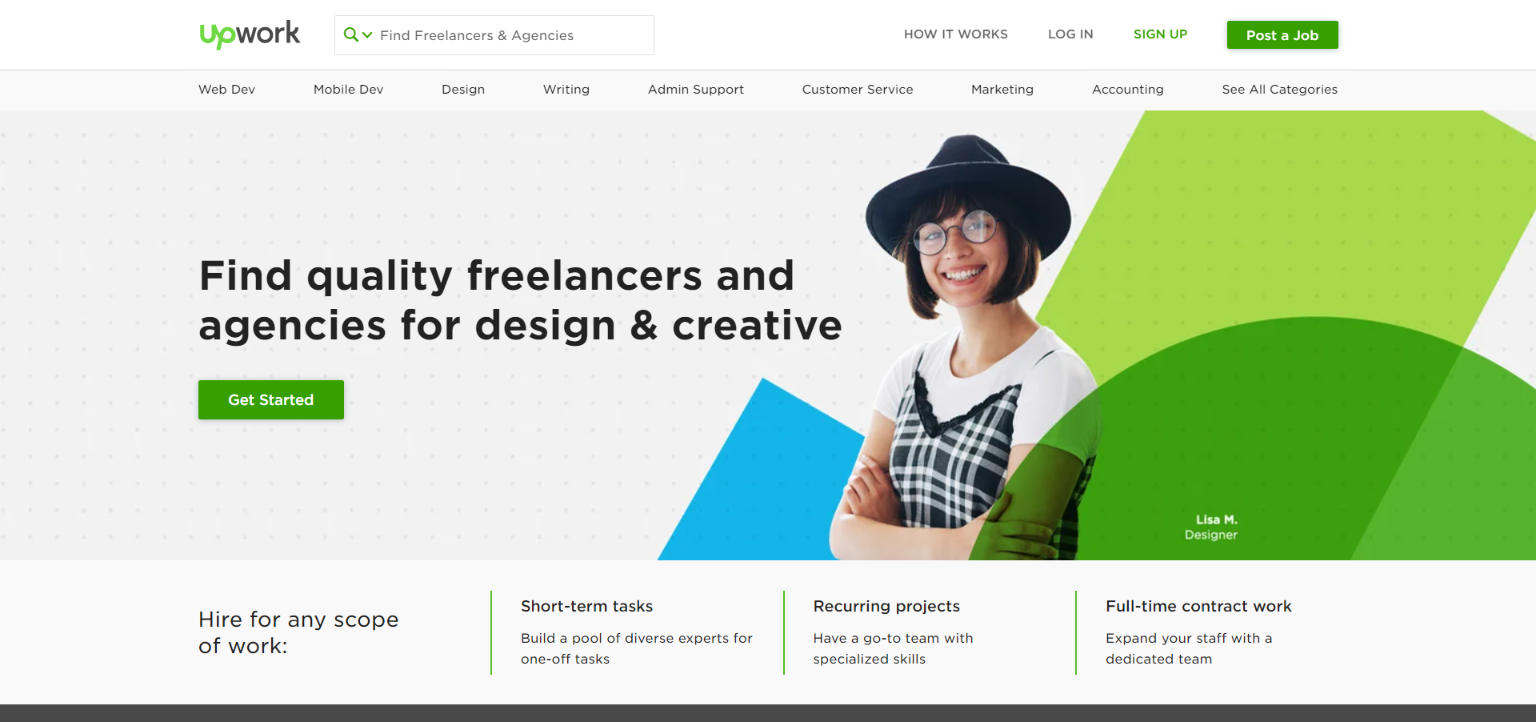 upwork
Find Freelancers & Agencies
HOW IT WORKS
LOG IN
SIGN UP
Post a Job
Web Dev
Mobile Dev
Design
Writing
Admin Support
Customer Service
Marketing
Accounting
See All Categories
Find quality freelancers and
agencies for design & creative
Get Started
Lisa M.
Designer
Hire for any scope
of work:
Short-term tasks
Build a pool of diverse experts for
one-off tasks
Recurring projects
Have a go-to team with
specialized skills
Full-time contract work
Expand your staff with a
dedicated team